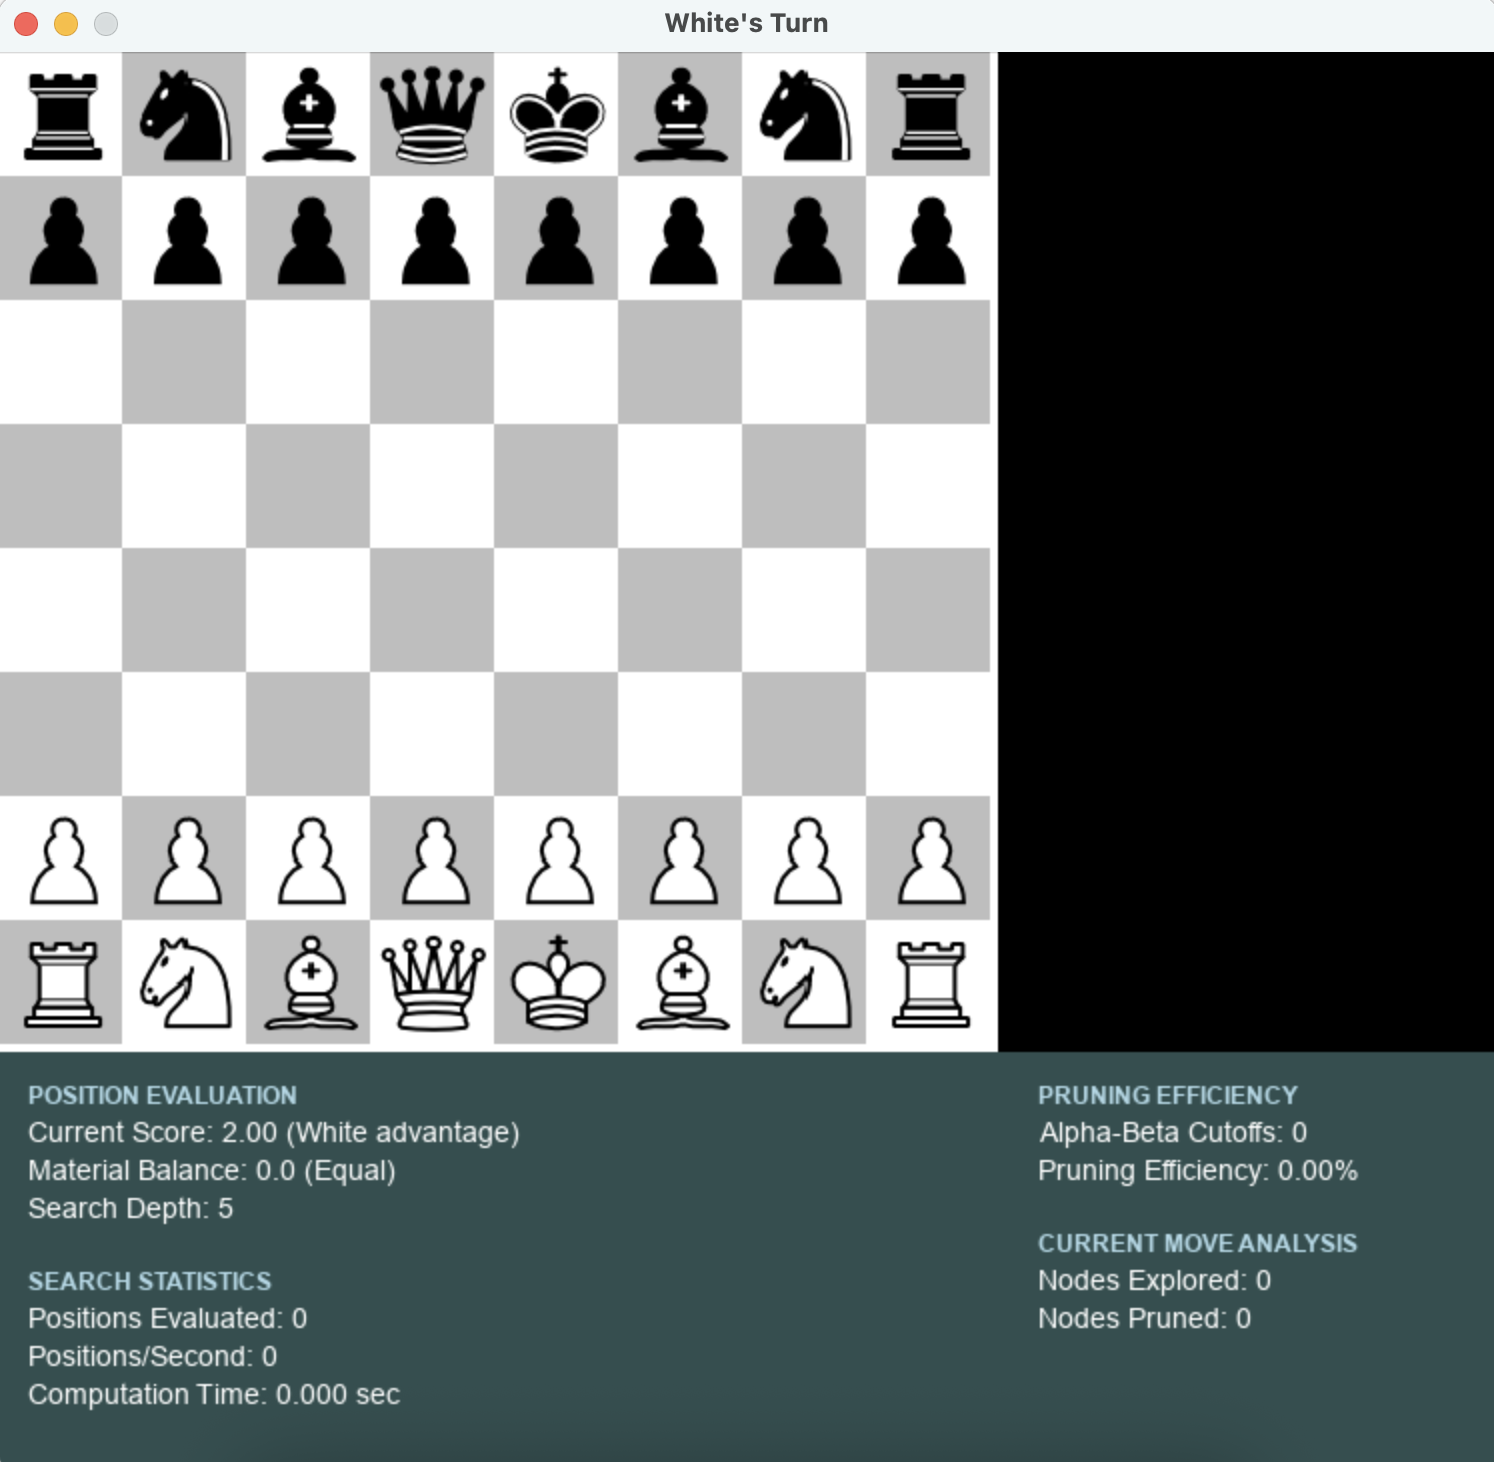 White's Turn
POSITION EVALUATION
Current Score: 2.00 (White advantage)
Material Balance: 0.0 (Equal)
Search Depth: 5
SEARCH STATISTICS
Positions Evaluated: 0
Positions/Second: 0
Computation Time: 0.000 sec
PRUNING EFFICIENCY
Alpha-Beta Cutoffs: 0
Pruning Efficiency: 0.00%
CURRENT MOVE ANALYSIS
Nodes Explored: 0
Nodes Pruned: 0